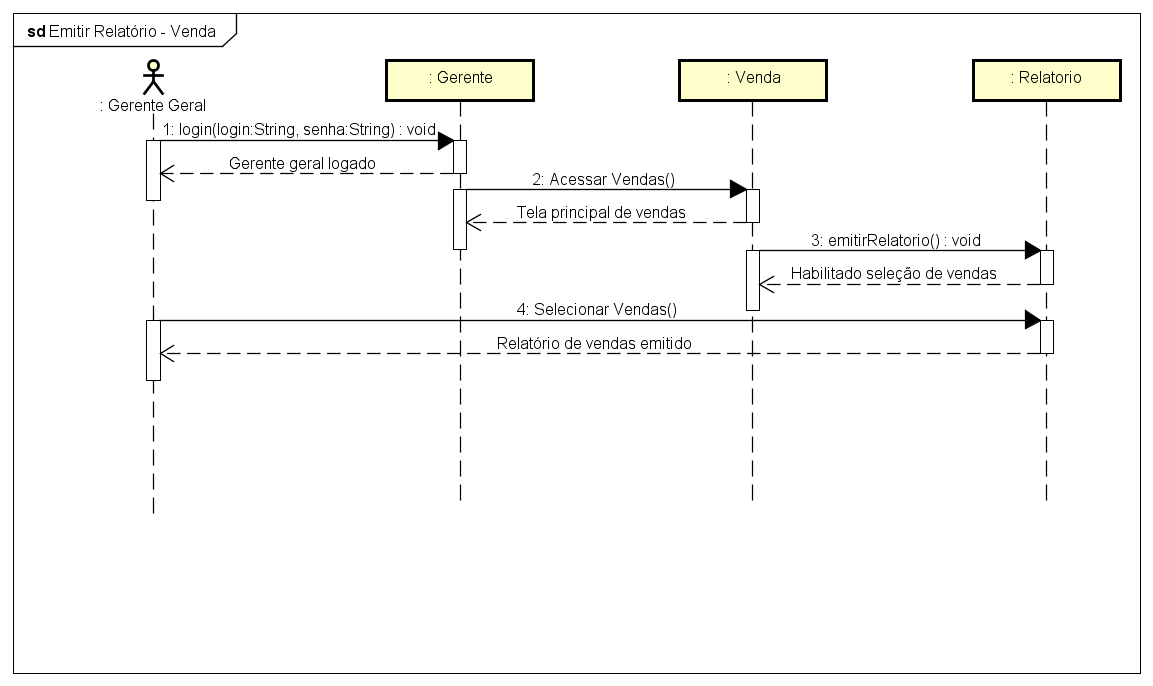 sd Emitir Relatório - Venda
: Gerente Geral
: Gerente
: Venda
: Relatorio
1: login(login:String, senha:String) : void
Gerente geral logado
2: Acessar Vendas()
Tela principal de vendas
3: emitirRelatorio() : void
Habilitado seleção de vendas
4: Selecionar Vendas()
Relatório de vendas emitido